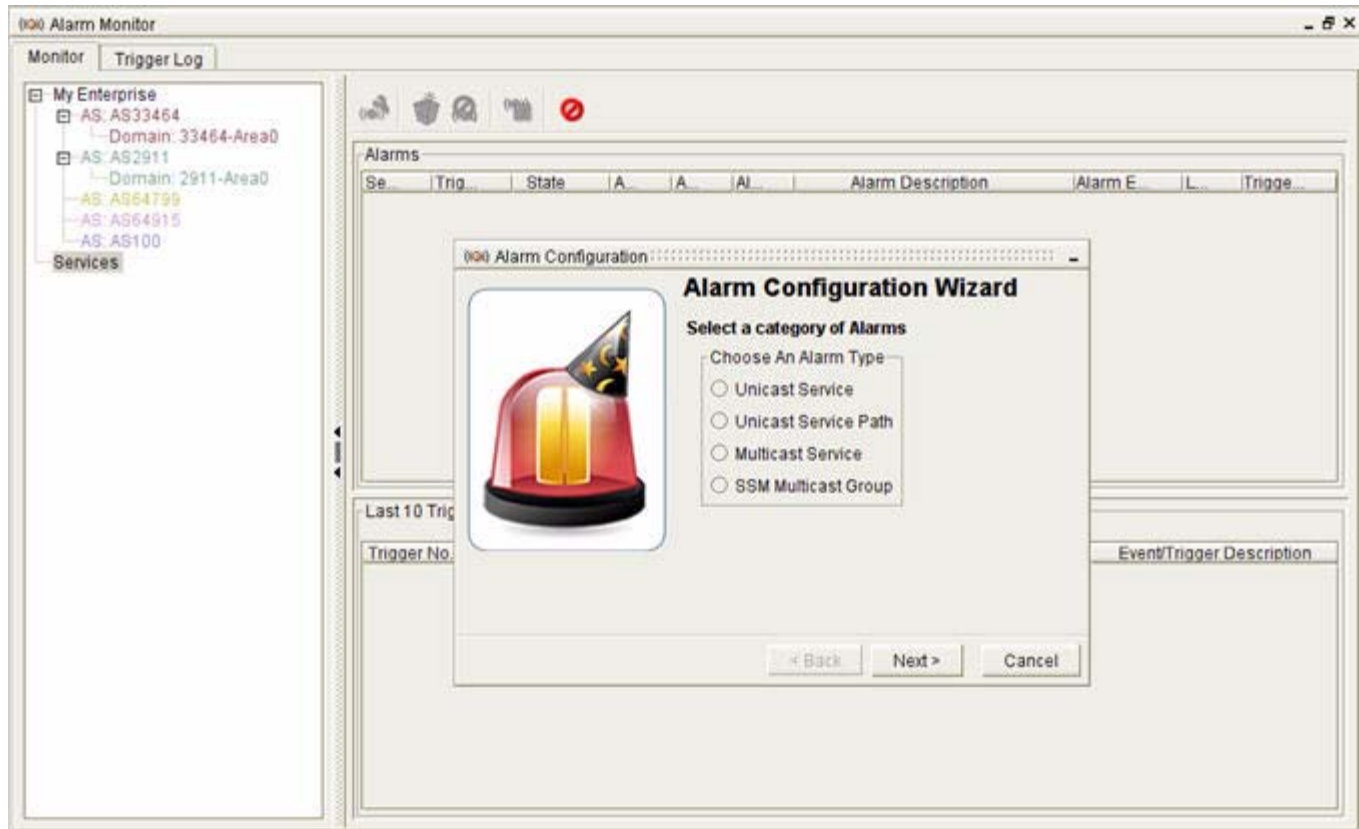 Alarm Monitor
Monitor
Trigger Log
My Enterprise
AS: AS33464
Domain: 33464-Area0
AS: AS2911
Domain: 2911-Area0
AS: AS64799
AS: AS64915
AS: AS100
Services
Alarms
Se... Trig... State A... A... Al... Alarm Description Alarm E... L... Trigge...
Alarm Configuration
Alarm Configuration Wizard
Select a category of Alarms
Choose An Alarm Type
Unicast Service
Unicast Service Path
Multicast Service
SSM Multicast Group
Last 10 Trig
Trigger No. Event/Trigger Description
< Back Next > Cancel